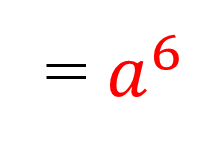 = a⁶